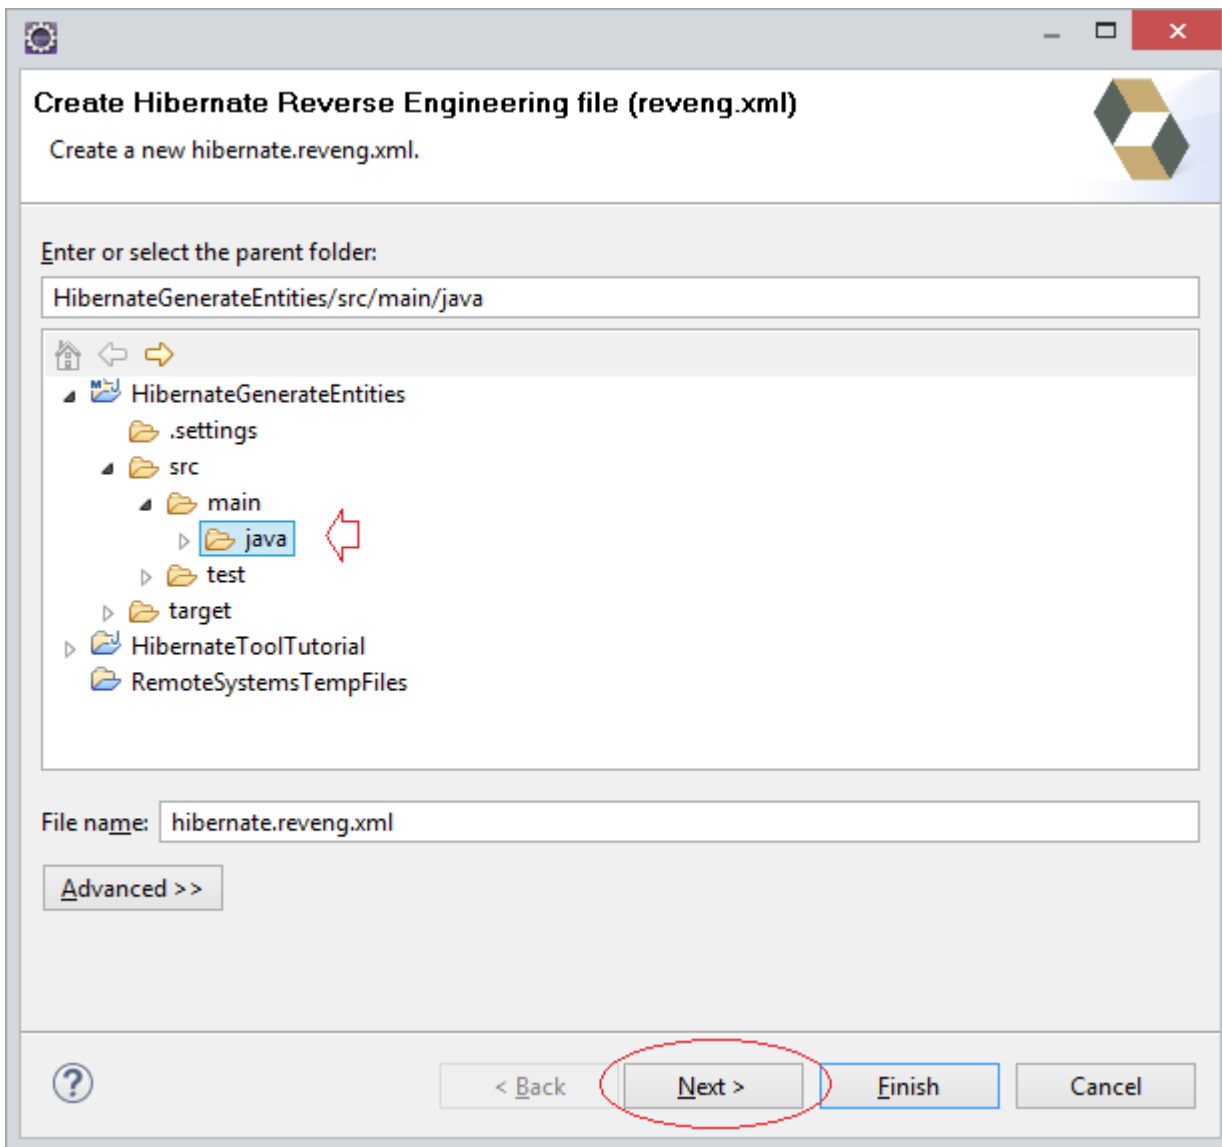 Create Hibernate Reverse Engineering file (reveng.xml)
Create a new hibernate.reveng.xml.
Enter or select the parent folder:
HibernateGenerateEntities/src/main/java
HibernateGenerateEntities
.settings
src
main
java
test
target
HibernateToolTutorial
RemoteSystemsTempFiles
File name: hibernate.reveng.xml
Advanced >>
? < Back Next > Finish Cancel